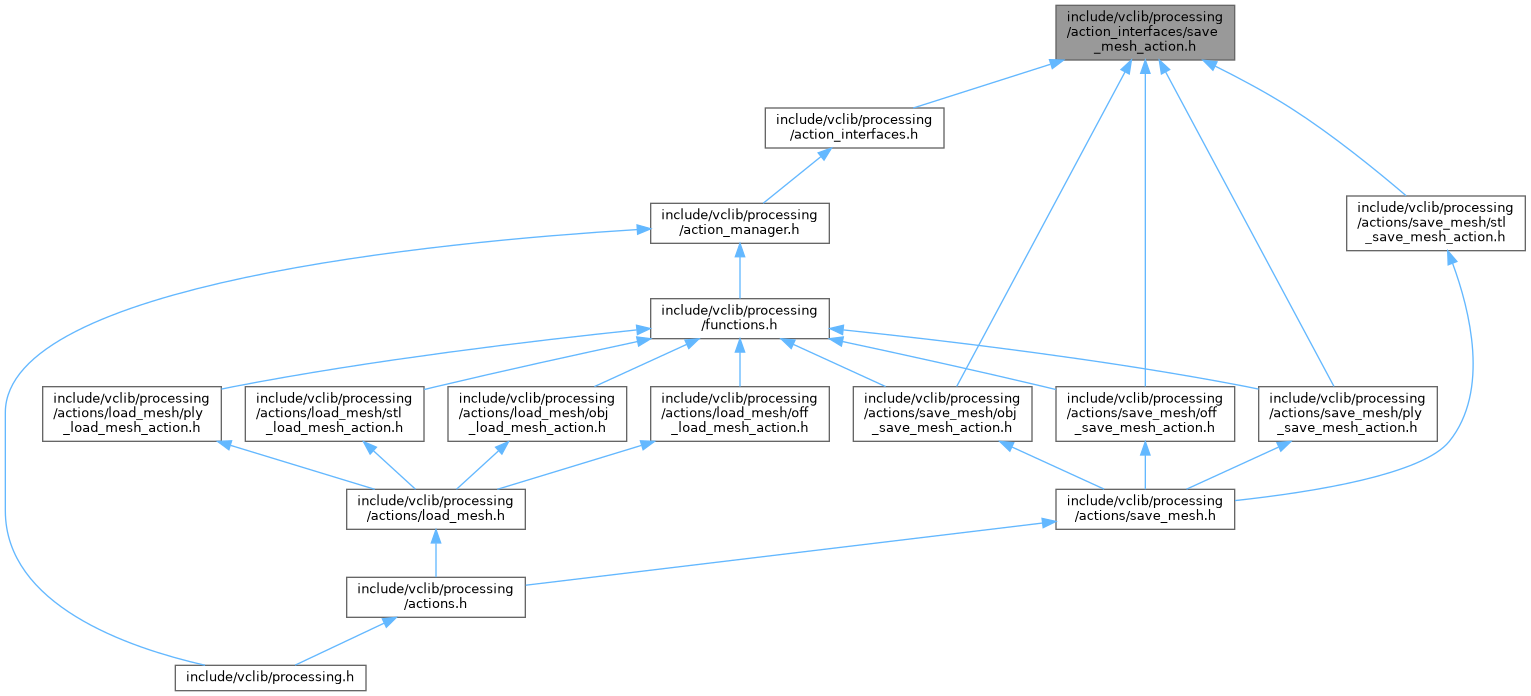 include/vclib/processing
/action_interfaces/save
_mesh_action.h
include/vclib/processing
/action_interfaces.h
include/vclib/processing
/actions/save_mesh/stl
_save_mesh_action.h
include/vclib/processing
/action_manager.h
include/vclib/processing
/functions.h
include/vclib/processing
/actions/load_mesh/ply
_load_mesh_action.h
include/vclib/processing
/actions/load_mesh/stl
_load_mesh_action.h
include/vclib/processing
/actions/load_mesh/obj
_load_mesh_action.h
include/vclib/processing
/actions/load_mesh/off
_load_mesh_action.h
include/vclib/processing
/actions/save_mesh/obj
_save_mesh_action.h
include/vclib/processing
/actions/save_mesh/off
_save_mesh_action.h
include/vclib/processing
/actions/save_mesh/ply
_save_mesh_action.h
include/vclib/processing
/actions/load_mesh.h
include/vclib/processing
/actions/save_mesh.h
include/vclib/processing
/actions.h
include/vclib/processing.h